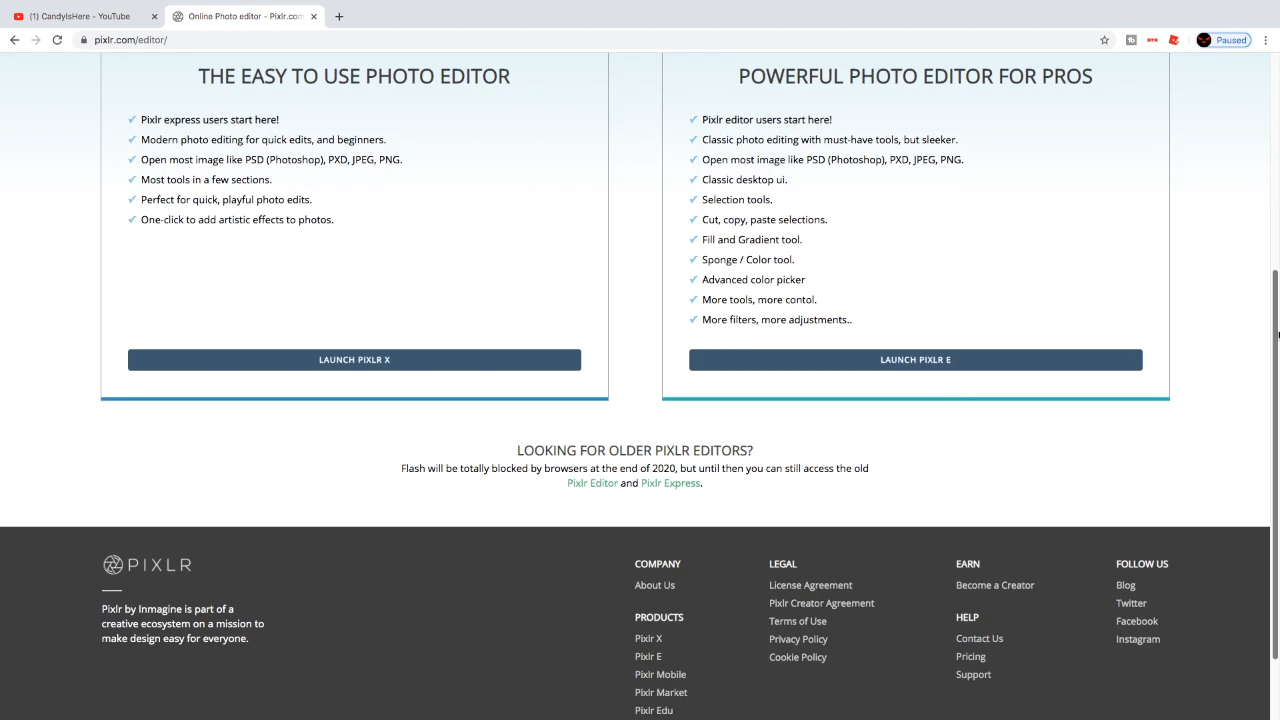 (1) CandyIsHere - YouTube
Online Photo editor - Pixlr.com
pixlr.com/editor/
Paused
THE EASY TO USE PHOTO EDITOR
Pixlr express users start here!
Modern photo editing for quick edits, and beginners.
Open most image like PSD (Photoshop), PXD, JPEG, PNG.
Most tools in a few sections.
Perfect for quick, playful photo edits.
One-click to add artistic effects to photos.
LAUNCH PIXLR X
POWERFUL PHOTO EDITOR FOR PROS
Pixlr editor users start here!
Classic photo editing with must-have tools, but sleeker.
Open most image like PSD (Photoshop), PXD, JPEG, PNG.
Classic desktop ui.
Selection tools.
Cut, copy, paste selections.
Fill and Gradient tool.
Sponge / Color tool.
Advanced color picker
More tools, more contol.
More filters, more adjustments..
LAUNCH PIXLR E
LOOKING FOR OLDER PIXLR EDITORS?
Flash will be totally blocked by browsers at the end of 2020, but until then you can still access the old
Pixlr Editor and Pixlr Express.
PIXLR
Pixlr by Inmagine is part of a
creative ecosystem on a mission to
make design easy for everyone.
COMPANY
About Us
PRODUCTS
Pixlr X
Pixlr E
Pixlr Mobile
Pixlr Market
Pixlr Edu
LEGAL
License Agreement
Pixlr Creator Agreement
Terms of Use
Privacy Policy
Cookie Policy
EARN
Become a Creator
HELP
Contact Us
Pricing
Support
FOLLOW US
Blog
Twitter
Facebook
Instagram